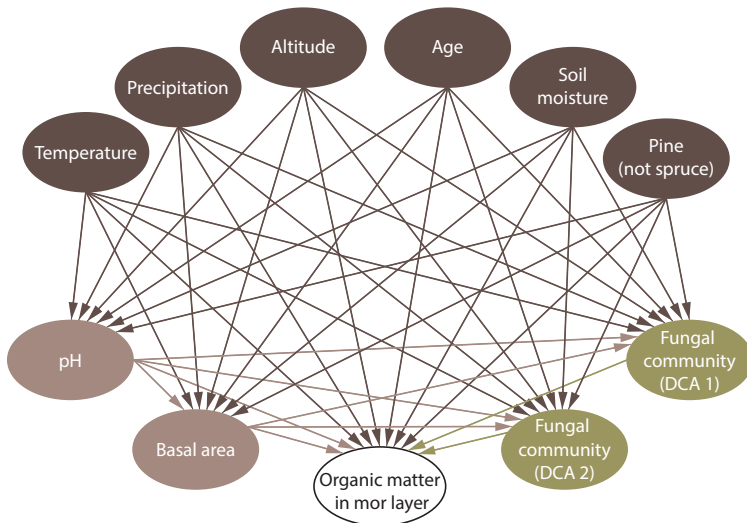 Altitude
Age
Precipitation
Soil
moisture
Temperature
Pine
(not spruce)
pH
Fungal
community
(DCA 1)
Basal area
Fungal
community
(DCA 2)
Organic matter
in mor layer